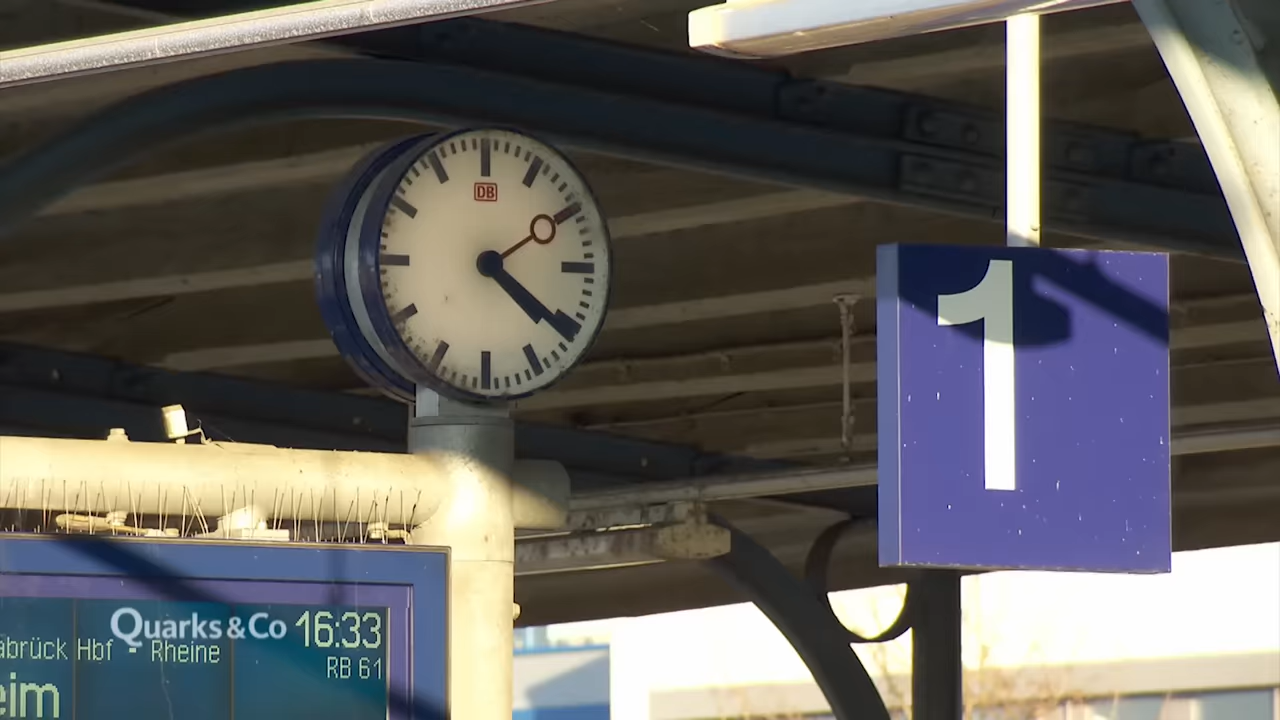 DB
1
Quarks & Co
16:33
abrück Hbf - Rheine
RB 61
eim